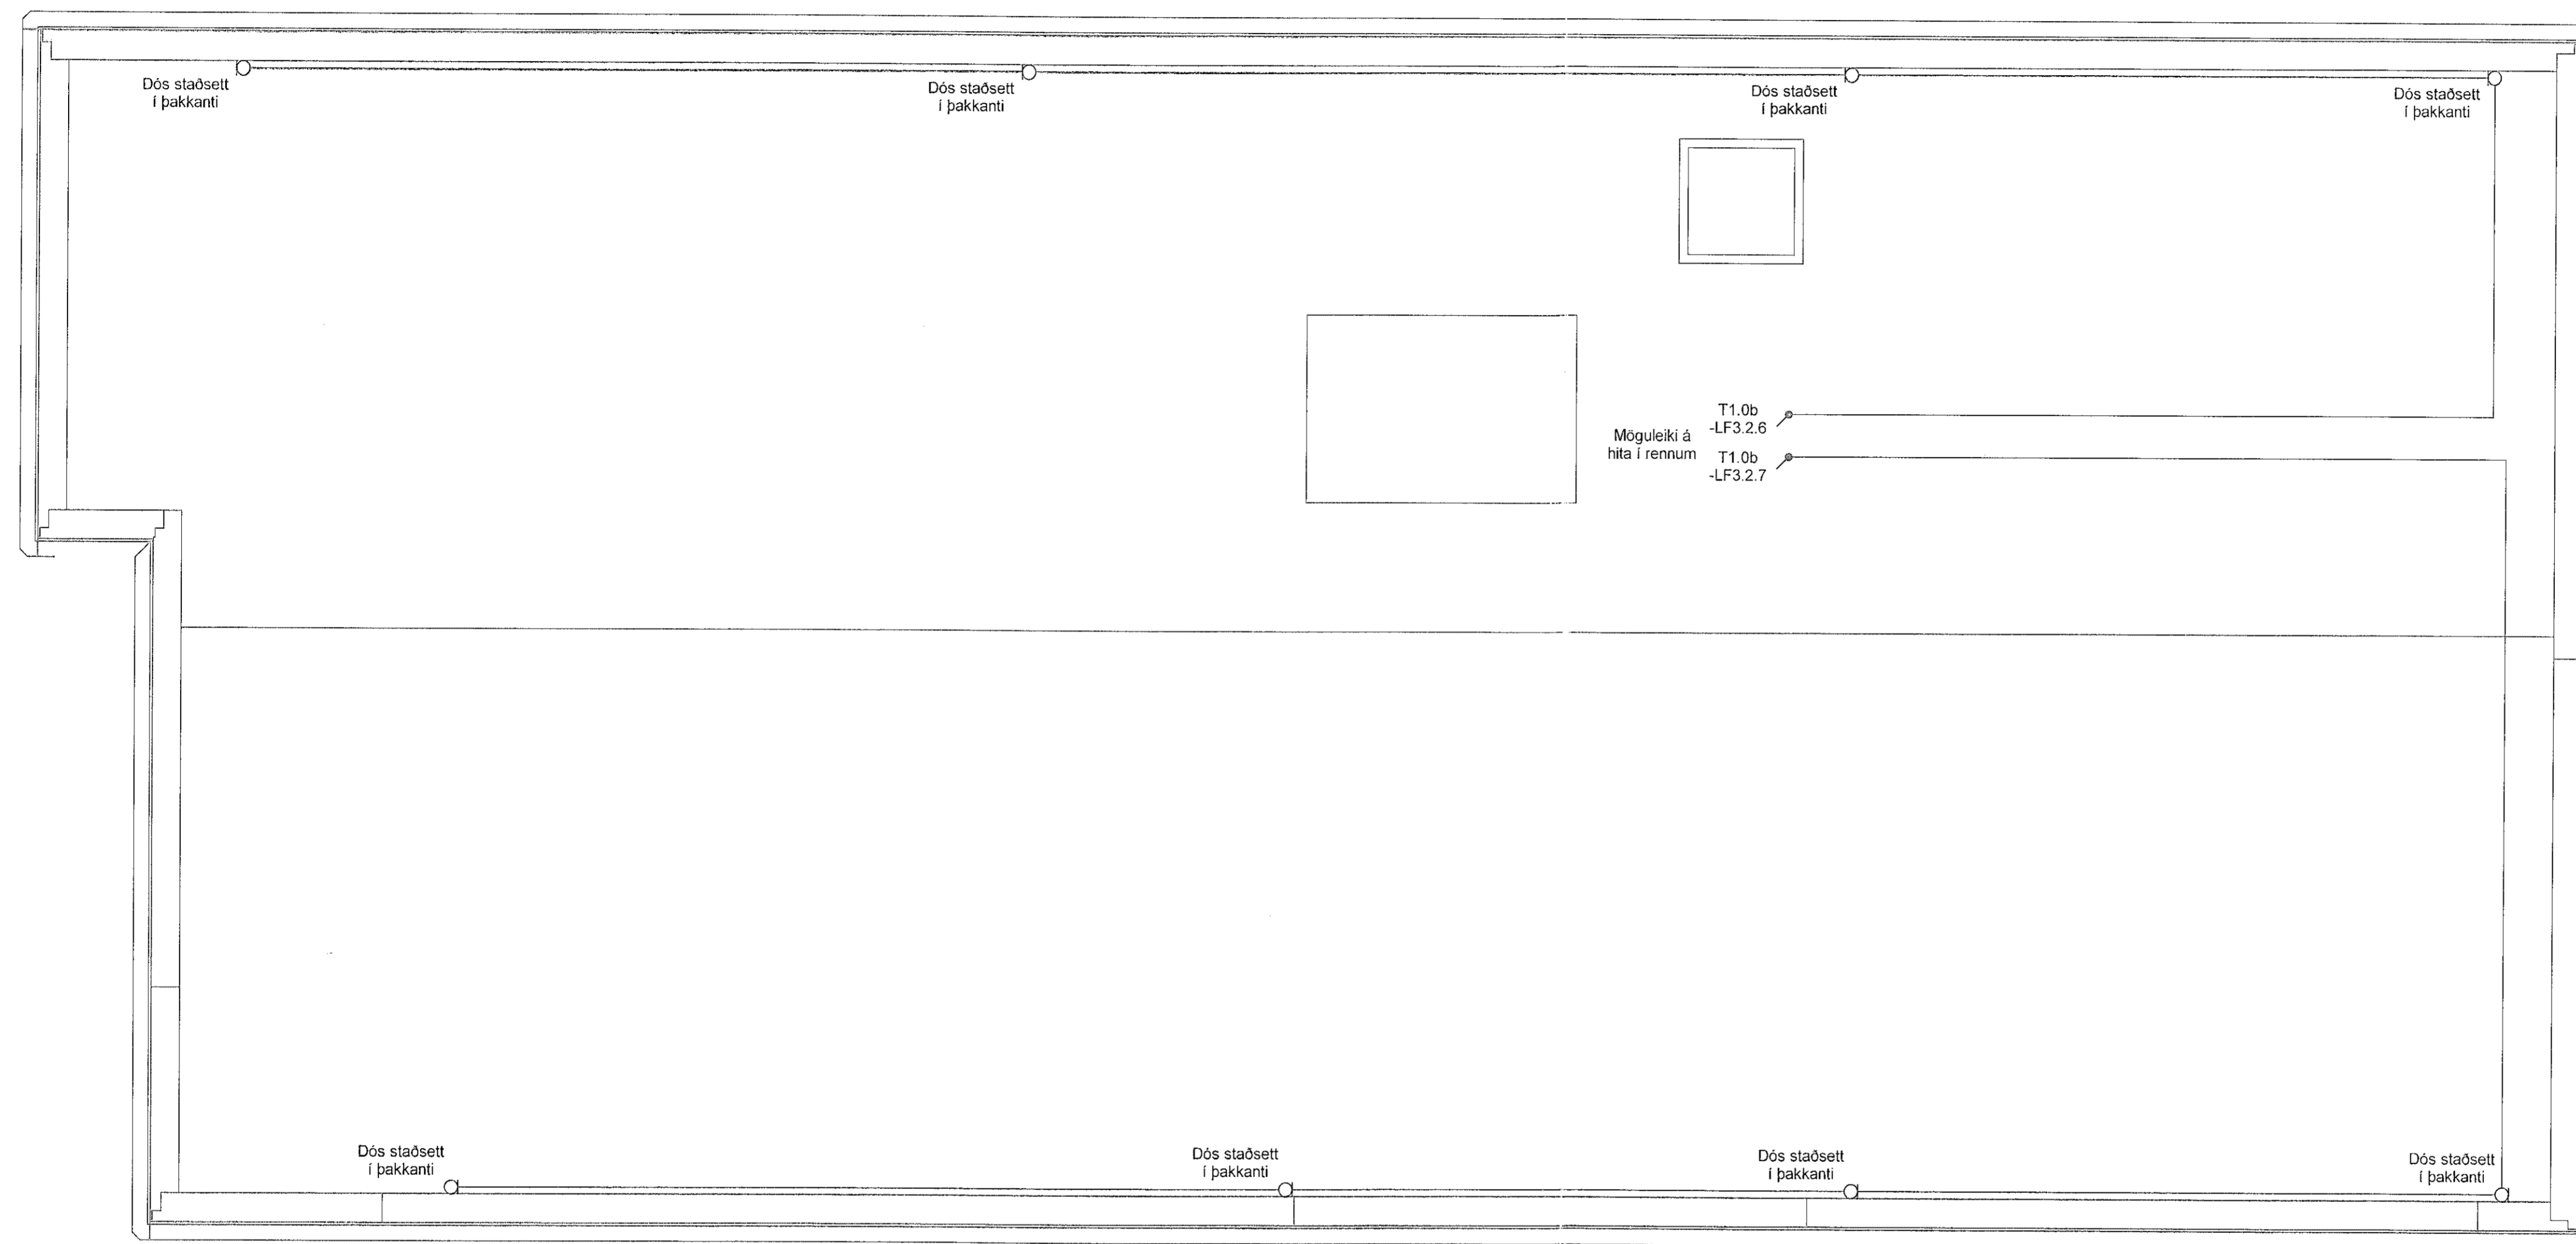 Dós staðsett
í þakkanti
Dós staðsett
í þakkanti
Dós staðsett
í þakkanti
Dós staðsett
í þakkanti
Möguleiki á
hita í rennum
T1.0b
-LF3.2.6
T1.0b
-LF3.2.7
Dós staðsett
í þakkanti
Dós staðsett
í þakkanti
Dós staðsett
í þakkanti
Dós staðsett
í þakkanti